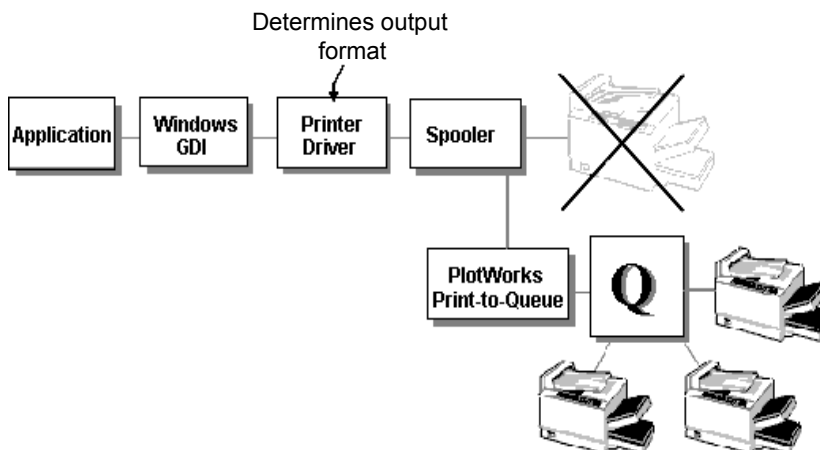 Determines output
format
Application
Windows
GDI
Printer
Driver
Spooler
PlotWorks
Print-to-Queue
Q